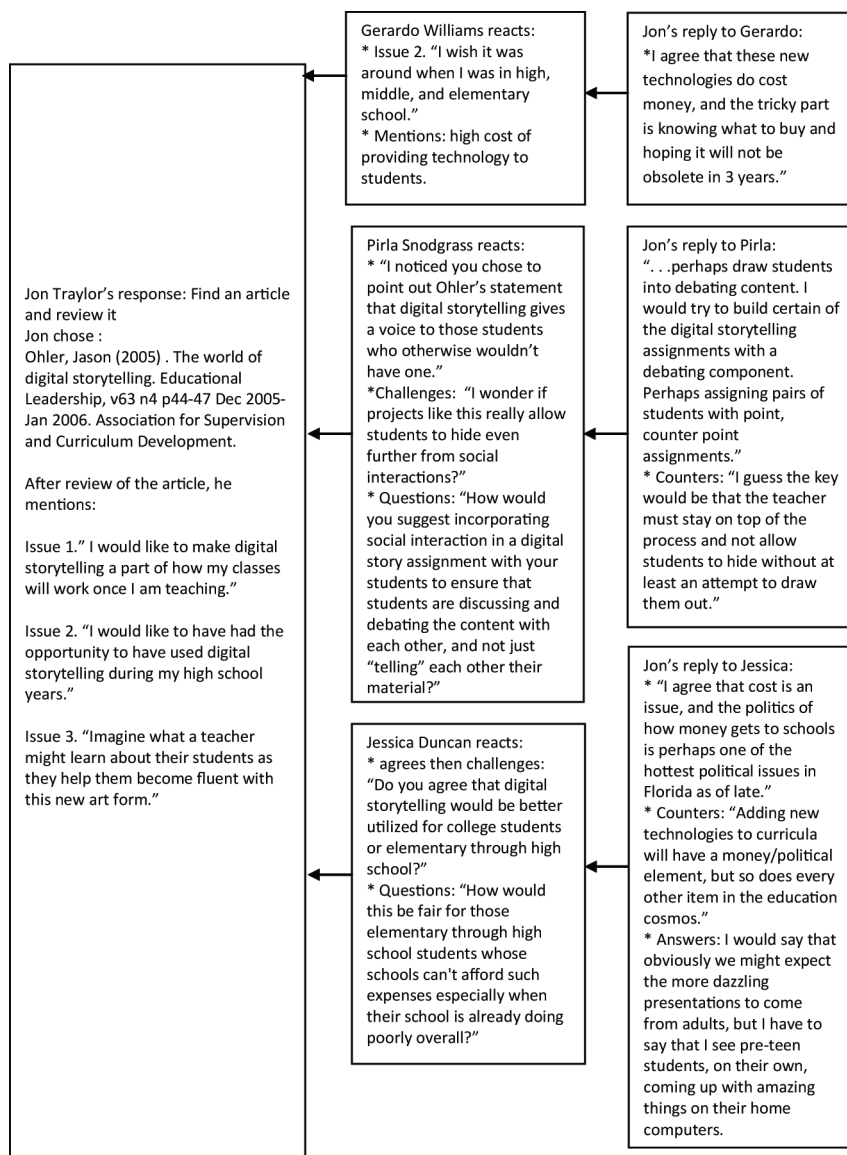 Jon Traylor’s response: Find an article
and review it
Jon chose :
Ohler, Jason (2005) . The world of
digital storytelling. Educational
Leadership, v63 n4 p44-47 Dec 2005-
Jan 2006. Association for Supervision
and Curriculum Development.
After review of the article, he
mentions:
Issue 1.” I would like to make digital
storytelling a part of how my classes
will work once I am teaching.”
Issue 2. “I would like to have had the
opportunity to have used digital
storytelling during my high school
years.”
Issue 3. “Imagine what a teacher
might learn about their students as
they help them become fluent with
this new art form.”
Gerardo Williams reacts:
* Issue 2. “I wish it was
around when I was in high,
middle, and elementary
school.”
* Mentions: high cost of
providing technology to
students.
Jon’s reply to Gerardo:
*I agree that these new
technologies do cost
money, and the tricky part
is knowing what to buy and
hoping it will not be
obsolete in 3 years.”
Pirla Snodgrass reacts:
* “I noticed you chose to
point out Ohler’s statement
that digital storytelling gives
a voice to those students
who otherwise wouldn’t
have one.”
*Challenges:  “I wonder if
projects like this really allow
students to hide even
further from social
interactions?”
* Questions: “How would
you suggest incorporating
social interaction in a digital
story assignment with your
students to ensure that
students are discussing and
debating the content with
each other, and not just
“telling” each other their
material?”
Jon’s reply to Pirla:
“. . .perhaps draw students
into debating content. I
would try to build certain of
the digital storytelling
assignments with a
debating component.
Perhaps assigning pairs of
students with point,
counter point
assignments.”
* Counters: “I guess the key
would be that the teacher
must stay on top of the
process and not allow
students to hide without at
least an attempt to draw
them out.”
Jessica Duncan reacts:
* agrees then challenges:
“Do you agree that digital
storytelling would be better
utilized for college students
or elementary through high
school?”
* Questions: “How would
this be fair for those
elementary through high
school students whose
schools can't afford such
expenses especially when
their school is already doing
poorly overall?”
Jon’s reply to Jessica:
* “I agree that cost is an
issue, and the politics of
how money gets to schools
is perhaps one of the
hottest political issues in
Florida as of late.”
* Counters: “Adding new
technologies to curricula
will have a money/political
element, but so does every
other item in the education
cosmos.”
* Answers: I would say that
obviously we might expect
the more dazzling
presentations to come
from adults, but I have to
say that I see pre-teen
students, on their own,
coming up with amazing
things on their home
computers.